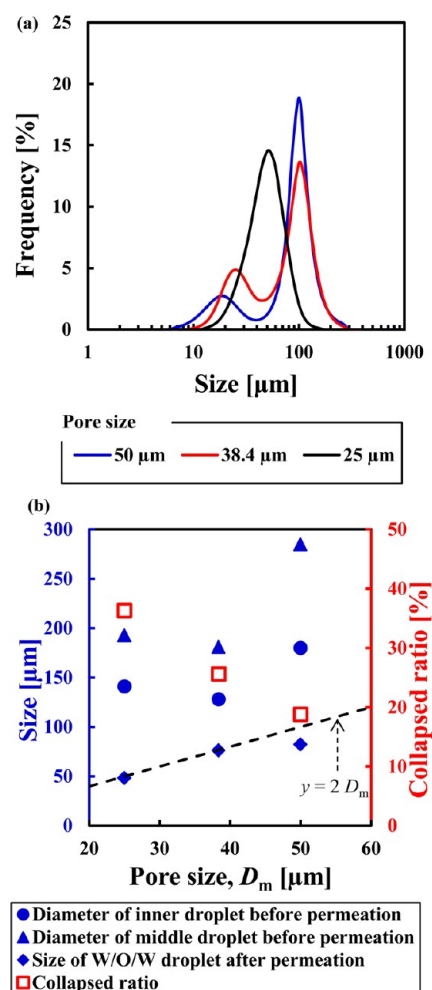 (a)
25
20
15
10
5
0
Frequency [%]
1 10 100 1000
Size [µm]
Pore size
50 µm 38.4 µm 25 µm
(b)
300
250
200
150
100
50
0
Size [µm]
50
40
30
20
10
0
Collapsed ratio [%]
y = 2 Dm
20 30 40 50 60
Pore size, Dm [µm]
Diameter of inner droplet before permeation
Diameter of middle droplet before permeation
Size of W/O/W droplet after permeation
Collapsed ratio